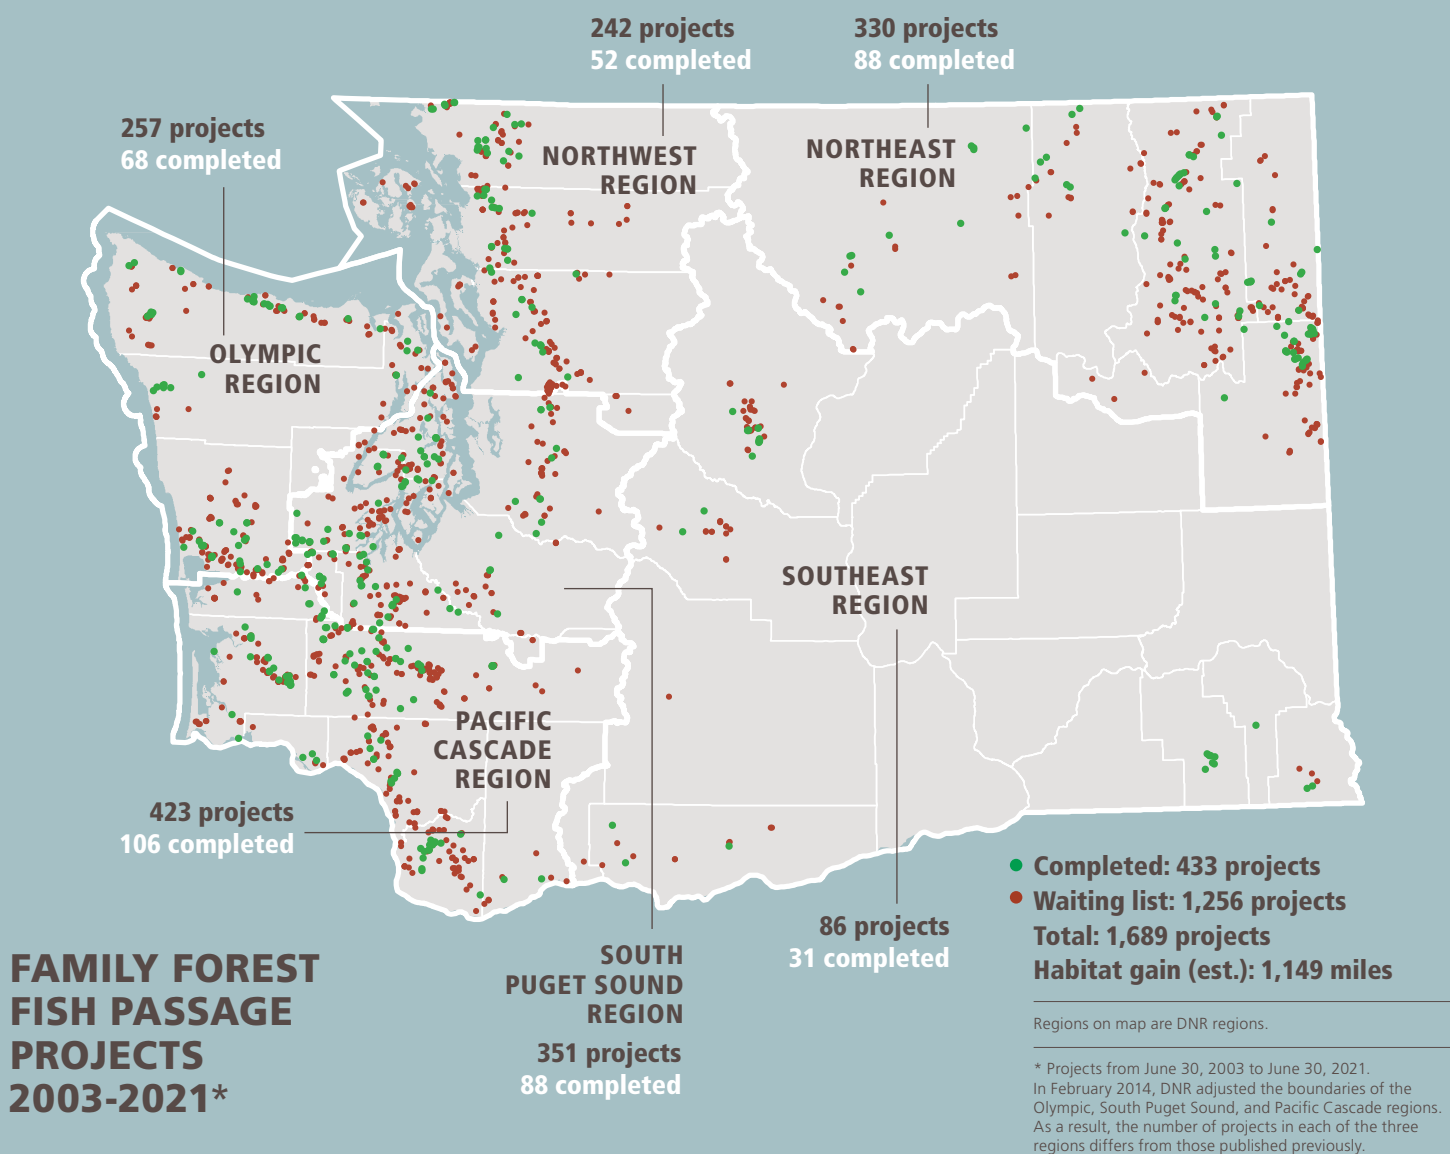 242 projects
52 completed
330 projects
88 completed
257 projects
68 completed
NORTHWEST
REGION
NORTHEAST
REGION
OLYMPIC
REGION
SOUTHEAST
REGION
PACIFIC
CASCADE
REGION
423 projects
106 completed
86 projects
31 completed
SOUTH
PUGET SOUND
REGION
351 projects
88 completed
Completed: 433 projects
Waiting list: 1,256 projects
Total: 1,689 projects
Habitat gain (est.): 1,149 miles
Regions on map are DNR regions.
* Projects from June 30, 2003 to June 30, 2021.
In February 2014, DNR adjusted the boundaries of the
Olympic, South Puget Sound, and Pacific Cascade regions.
As a result, the number of projects in each of the three
regions differs from those published previously.
FAMILY FOREST
FISH PASSAGE
PROJECTS
2003-2021*